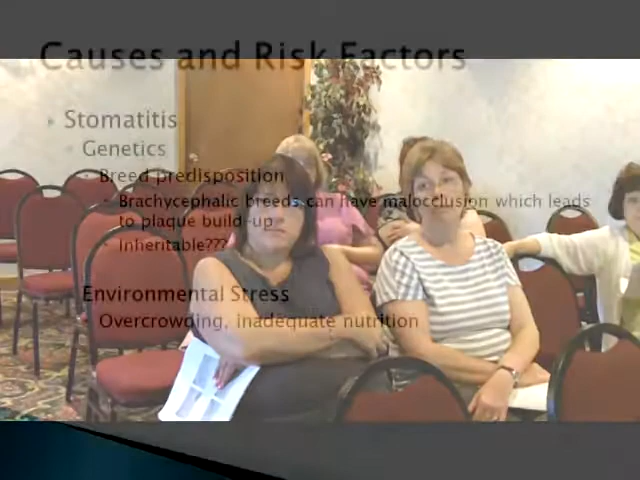 Causes and Risk Factors
Stomatitis
Genetics
Breed predisposition
Brachycephalic breeds can have malocclusion which leads
to plaque build-up
Inheritable???
Environmental Stress
Overcrowding, inadequate nutrition